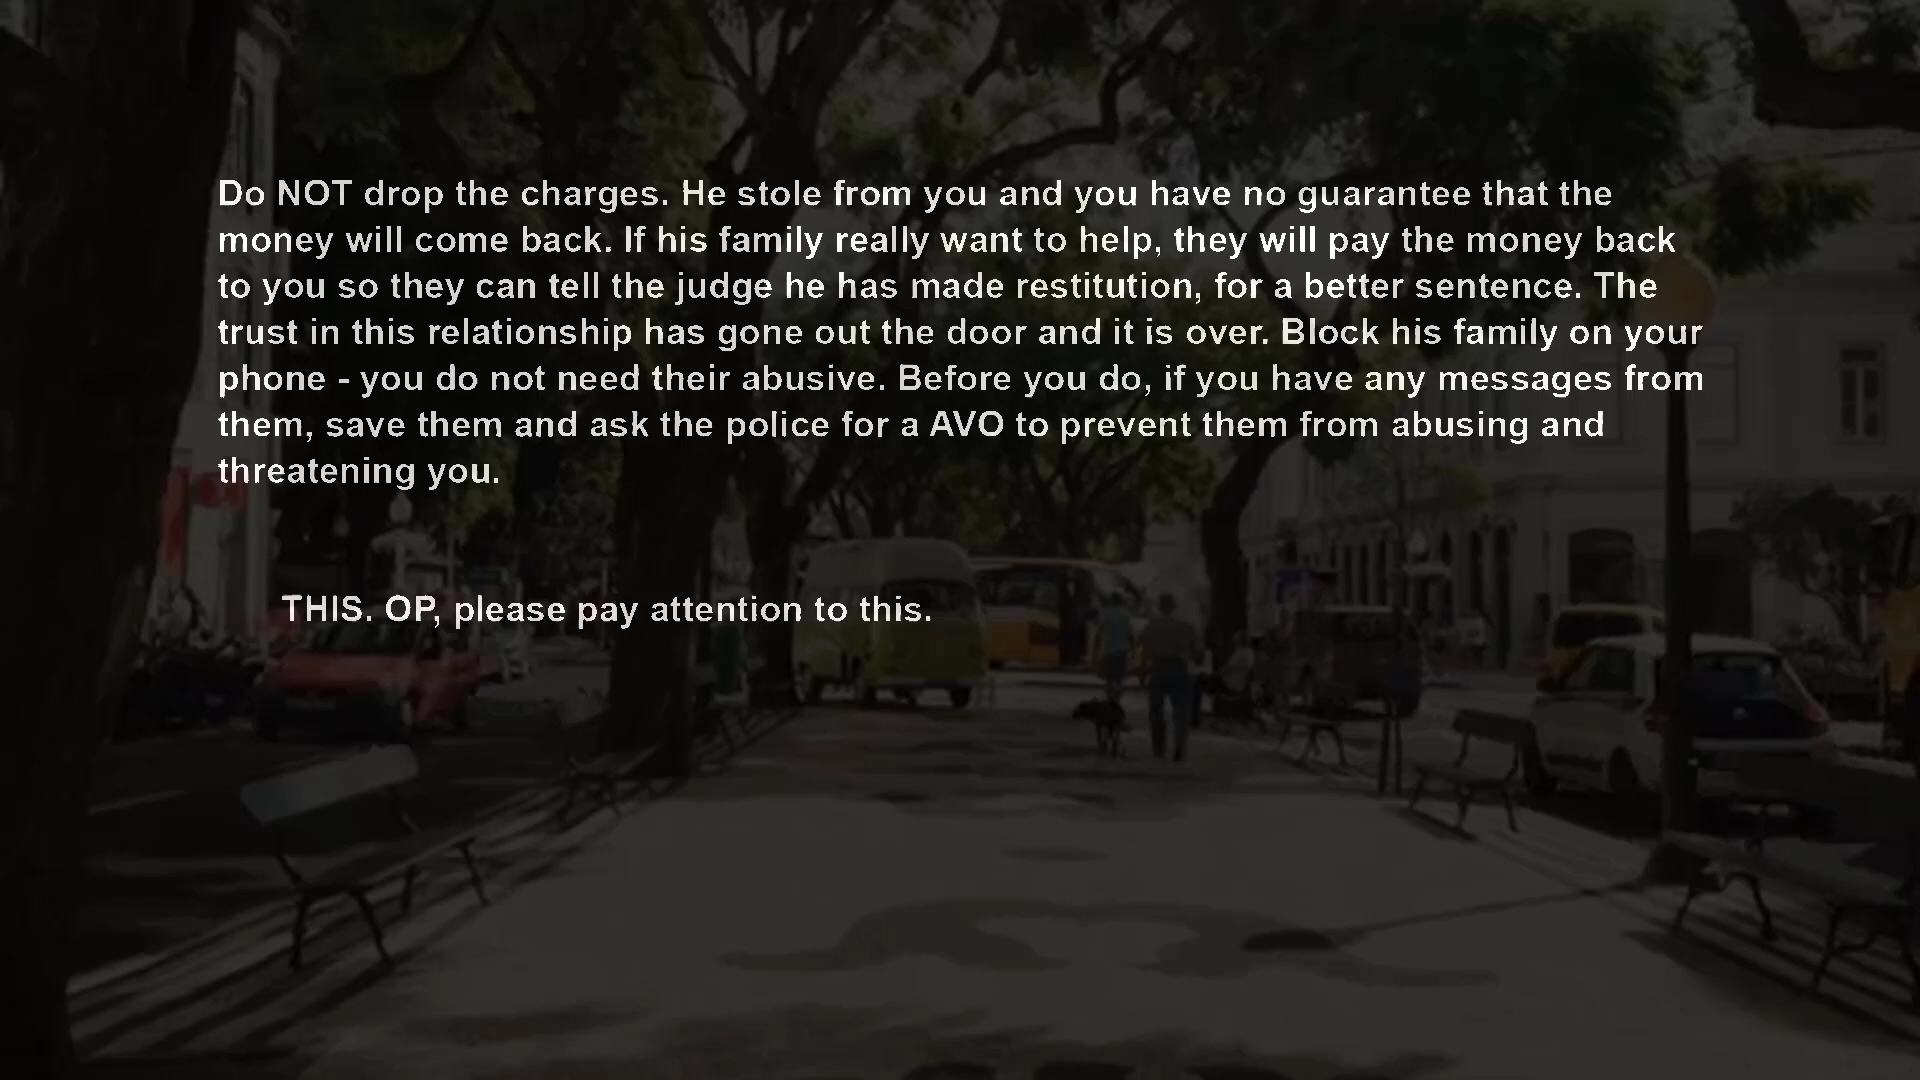 Do NOT drop the charges. He stole from you and you have no guarantee that the
money will come back. If his family really want to help, they will pay the money back
to you so they can tell the judge he has made restitution, for a better sentence. The
trust in this relationship has gone out the door and it is over. Block his family on your
phone - you do not need their abusive. Before you do, if you have any messages from
them, save them and ask the police for a AVO to prevent them from abusing and
threatening you.
THIS. OP, please pay attention to this.